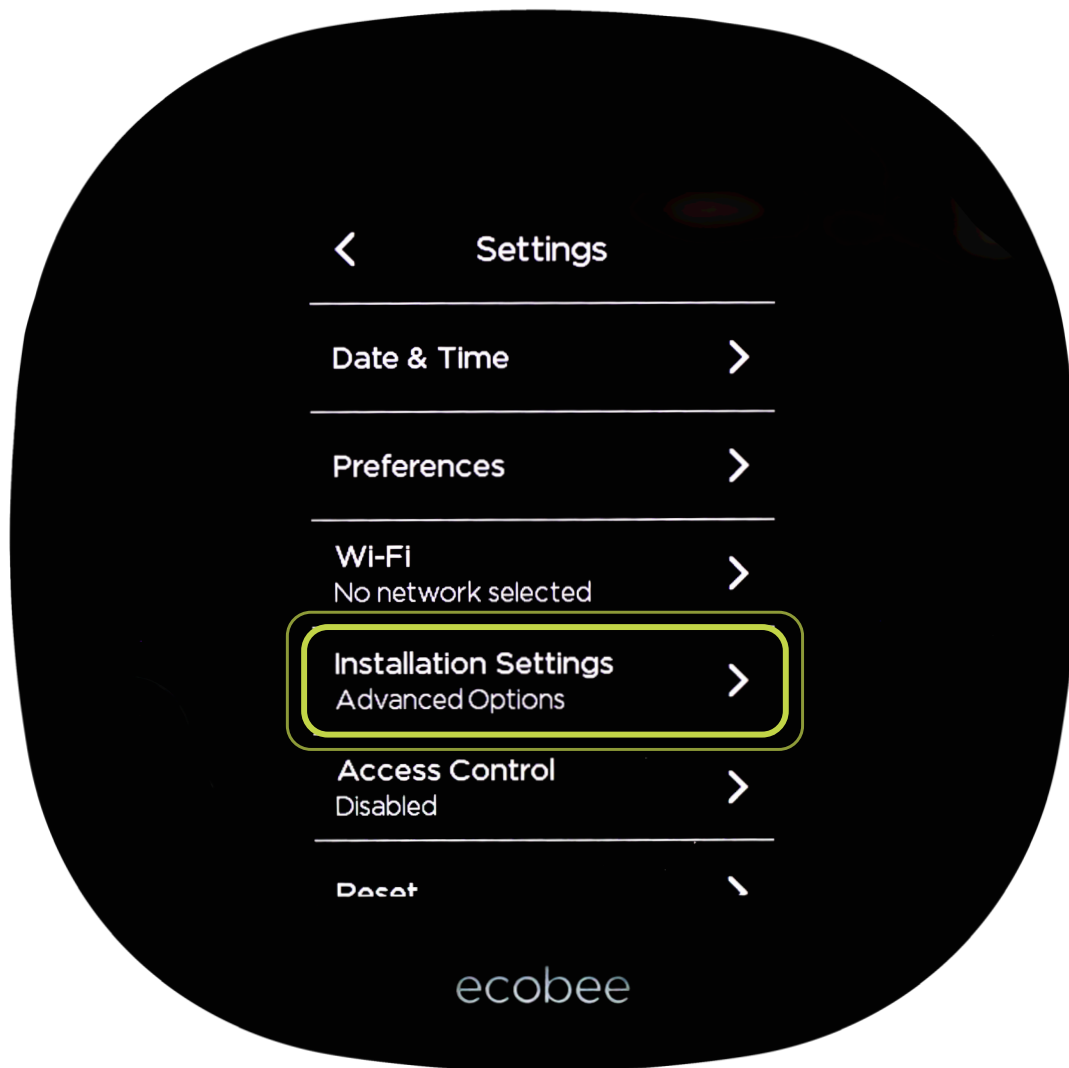 Settings
Date & Time
Preferences
Wi-Fi
No network selected
Installation Settings
Advanced Options
Access Control
Disabled
Reset
ecobee